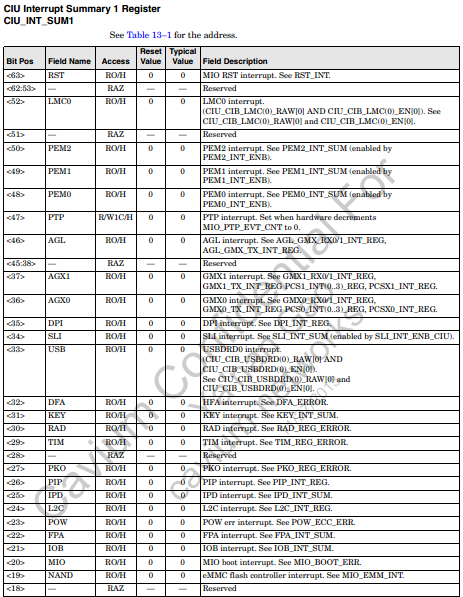 CIU Interrupt Summary 1 Register
CIU_INT_SUM1
See Table 13–1 for the address.
Bit Pos Field Name Access Reset Value Typical Value Field Description
<63> RST RO/H 0 0 MIO RST interrupt. See RST_INT.
<62:53> — RAZ — — Reserved
<52> LMC0 RO/H 0 0 LMC0 interrupt.
(CIU_CIB_LMC(0)_RAW[0] AND CIU_CIB_LMC(0)_EN[0]). See
CIU_CIB_LMC(0)_RAW[0] and CIU_CIB_LMC(0)_EN[0].
<51> — RAZ — — Reserved
<50> PEM2 RO/H 0 0 PEM2 interrupt. See PEM2_INT_SUM (enabled by
PEM2_INT_ENB).
<49> PEM1 RO/H 0 0 PEM1 interrupt. See PEM1_INT_SUM (enabled by
PEM1_INT_ENB).
<48> PEM0 RO/H 0 0 PEM0 interrupt. See PEM0_INT_SUM (enabled by
PEM0_INT_ENB).
<47> PTP R/W1C/H 0 0 PTP interrupt. Set when hardware decrements
MIO_PTP_EVT_CNT to 0.
<46> AGL RO/H 0 0 AGL interrupt. See AGL_GMX_RX0/1_INT_REG,
AGL_GMX_TX_INT_REG.
<45:38> — RAZ — — Reserved
<37> AGX1 RO/H 0 0 GMX1 interrupt. See GMX1_RX0/1_INT_REG,
GMX1_TX_INT_REG PCS1_INT(0..3)_REG, PCSX1_INT_REG.
<36> AGX0 RO/H 0 0 GMX0 interrupt. See GMX0_RX0/1_INT_REG,
GMX0_TX_INT_REG PCS0_INT(0..3)_REG, PCSX0_INT_REG.
<35> DPI RO/H 0 0 DPI interrupt. See DPI_INT_REG.
<34> SLI RO/H 0 0 SLI interrupt. See SLI_INT_SUM (enabled by SLI_INT_ENB_CIU).
<33> USB RO/H 0 0 USBDRD0 interrupt.
(CIU_CIB_USBDRD(0)_RAW[0] AND
CIU_CIB_USBDRD(0)_EN[0]).
See CIU_CIB_USBDRD(0)_RAW[0] and
CIU_CIB_USBDRD(0)_EN[0].
<32> DFA RO/H 0 0 HFA interrupt. See DFA_ERROR.
<31> KEY RO/H 0 0 KEY interrupt. See KEY_INT_SUM.
<30> RAD RO/H 0 0 RAD interrupt. See RAD_REG_ERROR.
<29> TIM RO/H 0 0 TIM interrupt. See TIM_REG_ERROR.
<28> — RAZ — — Reserved
<27> PKO RO/H 0 0 PKO interrupt. See PKO_REG_ERROR.
<26> PIP RO/H 0 0 PIP interrupt. See PIP_INT_REG.
<25> IPD RO/H 0 0 IPD interrupt. See IPD_INT_SUM.
<24> L2C RO/H 0 0 L2C interrupt. See L2C_INT_REG.
<23> POW RO/H 0 0 POW err interrupt. See POW_ECC_ERR.
<22> FPA RO/H 0 0 FPA interrupt. See FPA_INT_SUM.
<21> IOB RO/H 0 0 IOB interrupt. See IOB_INT_SUM.
<20> MIO RO/H 0 0 MIO boot interrupt. See MIO_BOOT_ERR.
<19> NAND RO/H 0 0 eMMC flash controller interrupt. See MIO_EMM_INT.
<18> — RAZ — — Reserved
Cavium Confidential For
networks